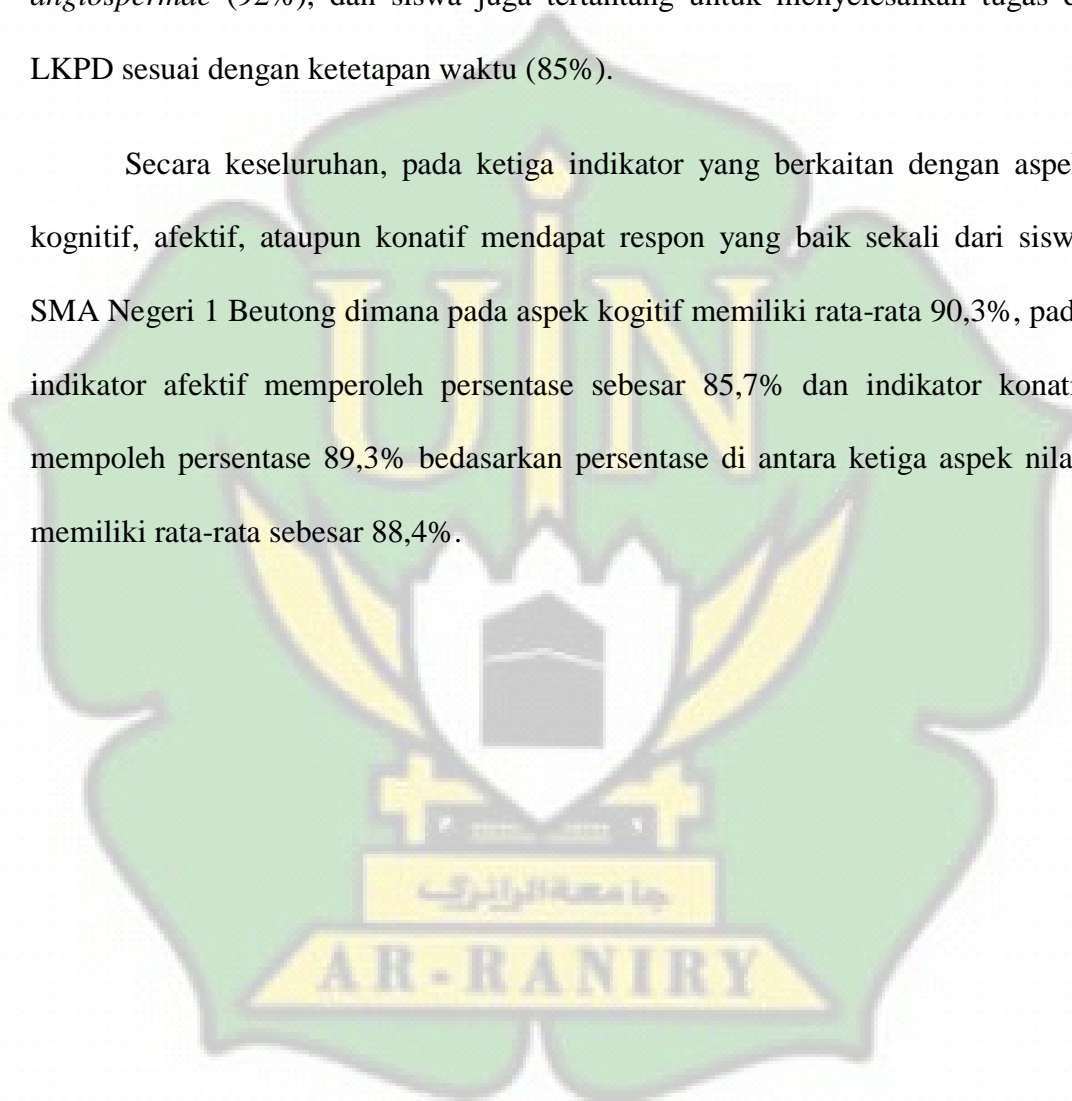 angiospermae (92%), dan siswa juga tertantang untuk menyelesaikan tugas
LKPD sesuai dengan ketetapan waktu (85%).
Secara keseluruhan, pada ketiga indikator yang berkaitan dengan aspek
kognitif, afektif, ataupun konatif mendapat respon yang baik sekali dari sisw
SMA Negeri 1 Beutong dimana pada aspek kogitif memiliki rata-rata 90,3%, pad
indikator afektif memperoleh persentase sebesar 85,7% dan indikator konati
mempoleh persentase 89,3% bedasarkan persentase di antara ketiga aspek nila
memiliki rata-rata sebesar 88,4%.
UIN
جامعة الرانري
AR-RANIRY